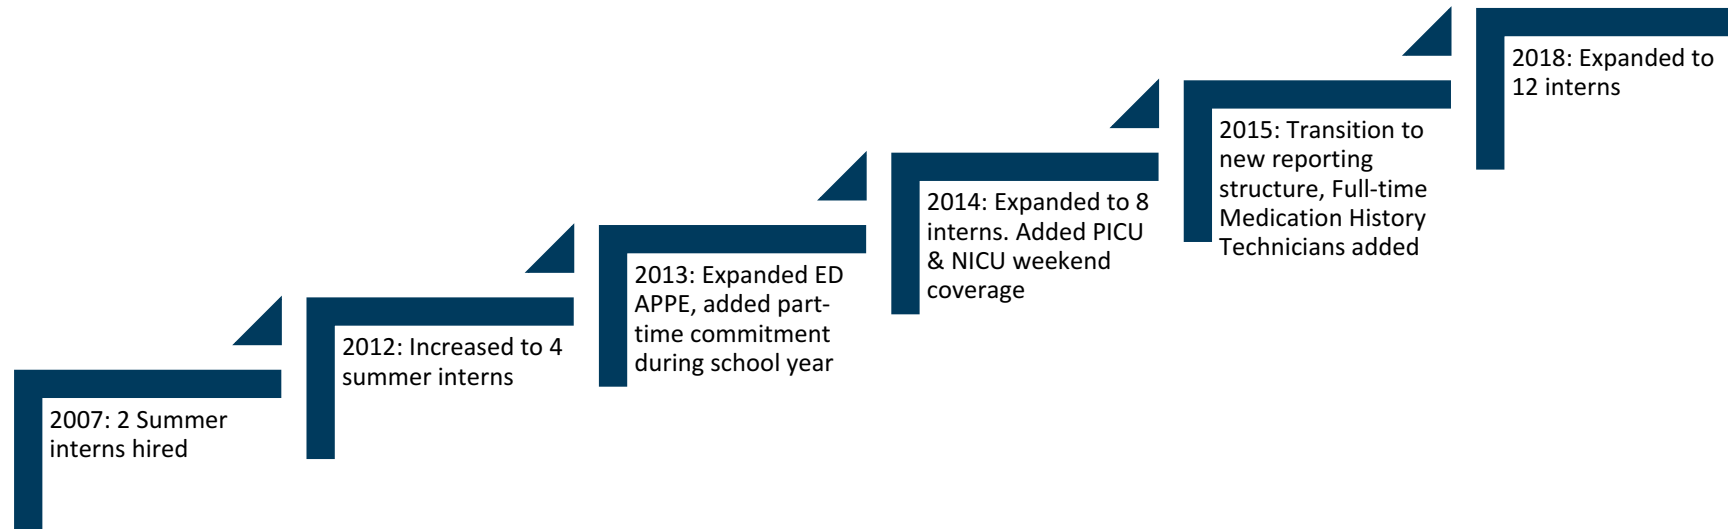 2007: 2 Summer
interns hired
2012: Increased to 4
summer interns
2013: Expanded ED
APPE, added part-
time commitment
during school year
2014: Expanded to 8
interns. Added PICU
& NICU weekend
coverage
2015: Transition to
new reporting
structure, Full-time
Medication History
Technicians added
2018: Expanded to
12 interns